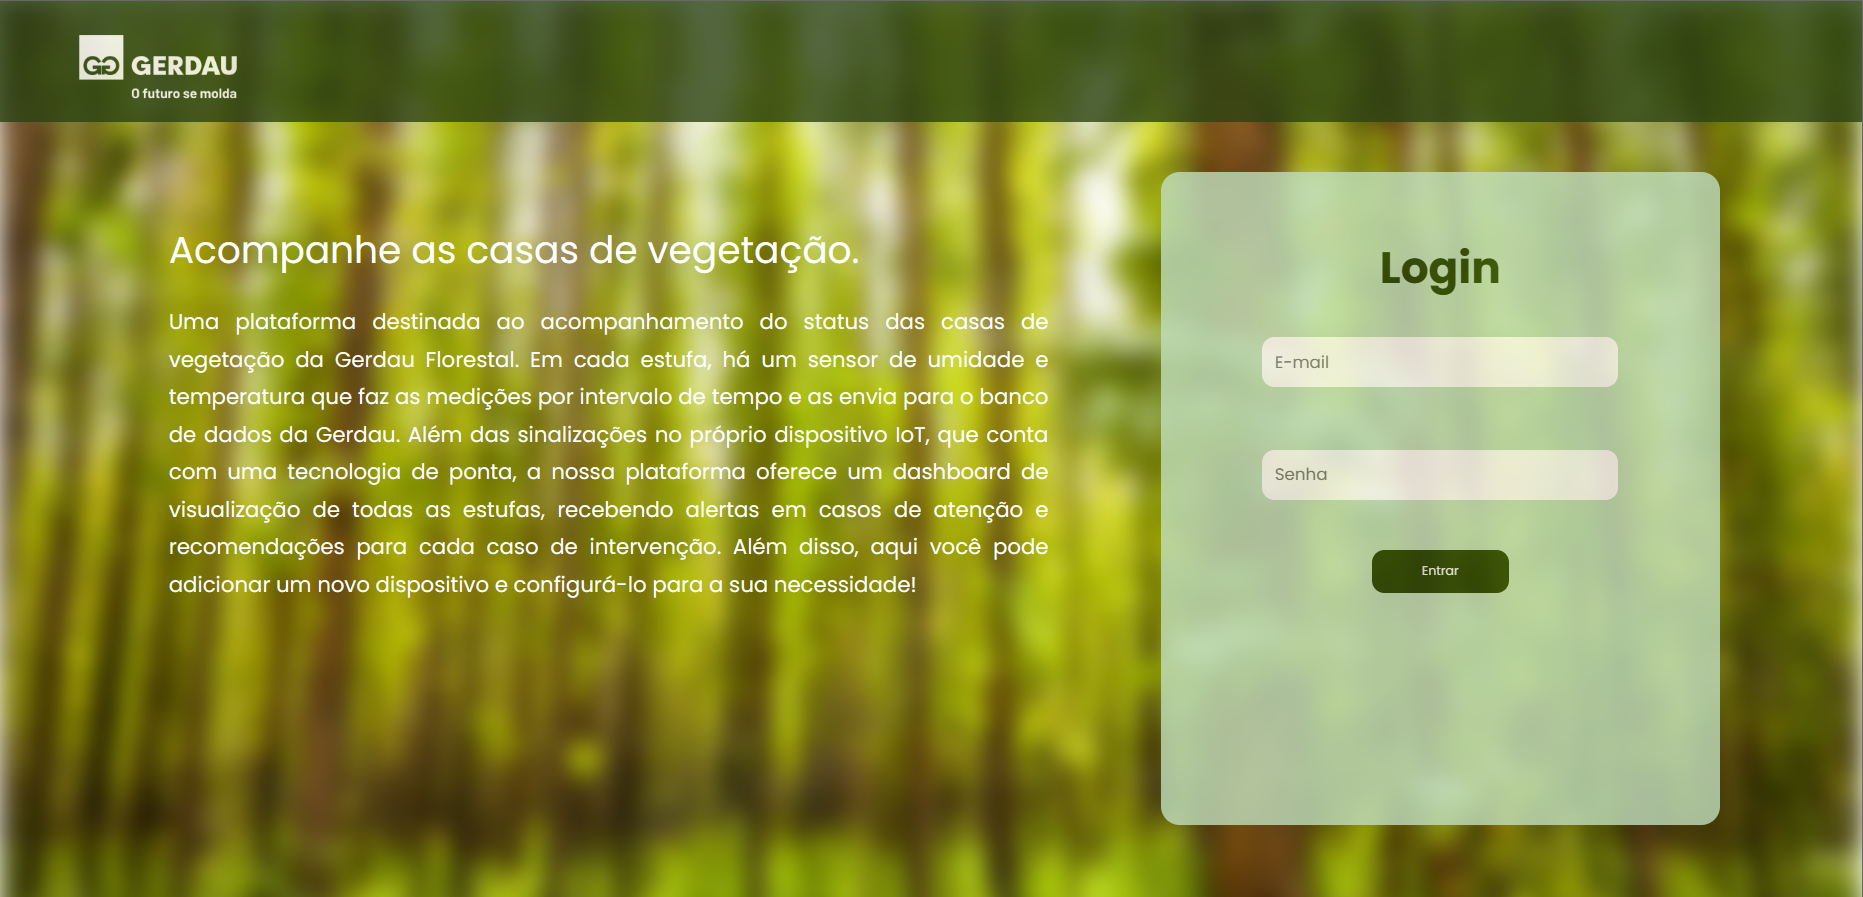 GERDAU
O futuro se molda
Acompanhe as casas de vegetação.
Uma plataforma destinada ao acompanhamento do status das casas de
vegetação da Gerdau Florestal. Em cada estufa, há um sensor de umidade e
temperatura que faz as medições por intervalo de tempo e as envia para o banco
de dados da Gerdau. Além das sinalizações no próprio dispositivo IoT, que conta
com uma tecnologia de ponta, a nossa plataforma oferece um dashboard de
visualização de todas as estufas, recebendo alertas em casos de atenção e
recomendações para cada caso de intervenção. Além disso, aqui você pode
adicionar um novo dispositivo e configurá-lo para a sua necessidade!
Login
E-mail
Senha
Entrar